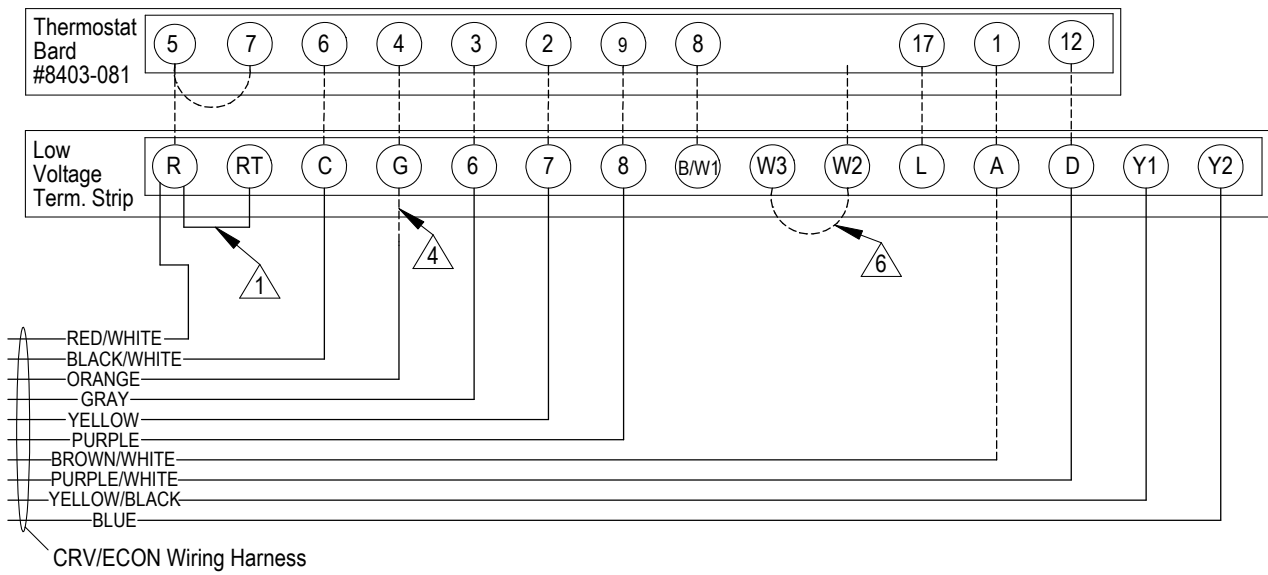 Thermostat
Bard
#8403-081
5 7 6 4 3 2 9 8 17 1 12
Low
Voltage
Term. Strip
R RT C G 6 7 8 B/W1 W3 W2 L A D Y1 Y2
1
4
6
RED/WHITE
BLACK/WHITE
ORANGE
GRAY
YELLOW
PURPLE
BROWN/WHITE
PURPLE/WHITE
YELLOW/BLACK
BLUE
CRV/ECON Wiring Harness